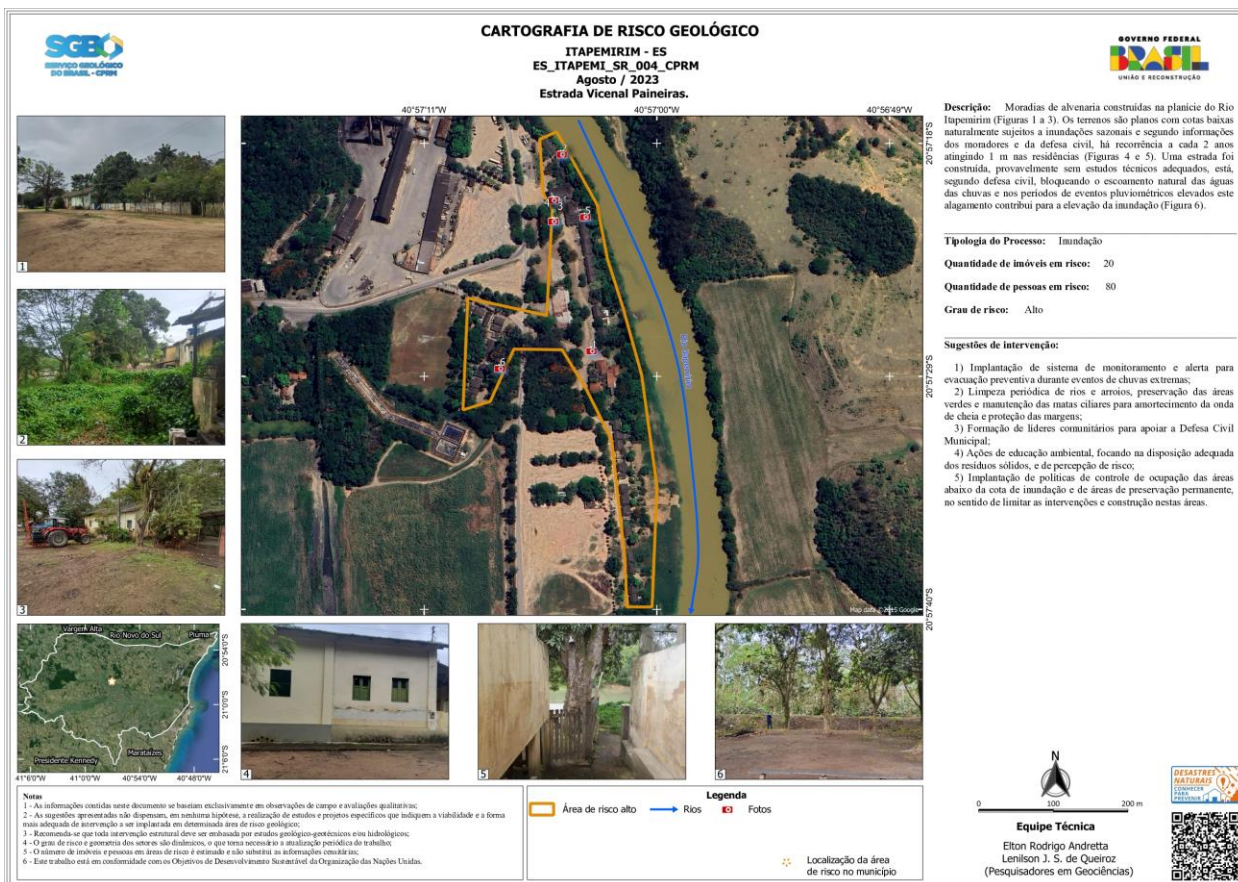 SGB
SERVIÇO GEOLÓGICO
DO BRASIL - CPRM
CARTOGRAFIA DE RISCO GEOLÓGICO
ITAPEMIRIM - ES
ES_ITAPEMI_SR_004_CPRM
Agosto / 2023
Estrada Vicenal Paineiras.
GOVERNO FEDERAL
BRASIL
UNIÃO E RECONSTRUÇÃO
40°57'11"W
40°57'00"W
40°56'49"W
20°57'18"S
20°57'29"S
20°57'40"S
1
2
3
5
1
6
Rio Itapemirim
Map data ©2015 Google
Descrição: Moradias de alvenaria construídas na planície do Rio
Itapemirim (Figuras 1 a 3). Os terrenos são planos com cotas baixas
naturalmente sujeitos a inundações sazonais e segundo informações
dos moradores e da defesa civil, há recorrência a cada 2 anos
atingindo 1 m nas residências (Figuras 4 e 5). Uma estrada foi
construída, provavelmente sem estudos técnicos adequados, está,
segundo defesa civil, bloqueando o escoamento natural das águas
das chuvas e nos períodos de eventos pluviométricos elevados este
alagamento contribui para a elevação da inundação (Figura 6).
Tipologia do Processo: Inundação
Quantidade de imóveis em risco: 20
Quantidade de pessoas em risco: 80
Grau de risco: Alto
Sugestões de intervenção:
1) Implantação de sistema de monitoramento e alerta para
evacuação preventiva durante eventos de chuvas extremas;
2) Limpeza periódica de rios e arroios, preservação das áreas
verdes e manutenção das matas ciliares para amortecimento da onda
de cheia e proteção das margens;
3) Formação de líderes comunitários para apoiar a Defesa Civil
Municipal;
4) Ações de educação ambiental, focando na disposição adequada
dos resíduos sólidos, e de percepção de risco;
5) Implantação de políticas de controle de ocupação das áreas
abaixo da cota de inundação e de áreas de preservação permanente,
no sentido de limitar as intervenções e construção nestas áreas.
Vargem Alta
Rio Novo do Sul
Piúma
Marataízes
Presidente Kennedy
20°54'0"S
21°0'0"S
21°6'0"S
41°6'0"W
41°0'0"W
40°54'0"W
40°48'0"W
4
5
6
Notas
1 - As informações contidas neste documento se baseiam exclusivamente em observações de campo e avaliações qualitativas;
2 - As sugestões apresentadas não dispensam, em nenhuma hipótese, a realização de estudos e projetos específicos que indiquem a viabilidade e a forma
mais adequada de intervenção a ser implantada em determinada área de risco geológico;
3 - Recomenda-se que toda intervenção estrutural deve ser embasada por estudos geológico-geotécnicos e/ou hidrológicos;
4 - O grau de risco e geometria dos setores são dinâmicos, o que torna necessário a atualização periódica do trabalho;
5 - O número de imóveis e pessoas em áreas de risco é estimado e não substitui as informações censitárias;
6 - Este trabalho está em conformidade com os Objetivos de Desenvolvimento Sustentável da Organização das Nações Unidas.
Legenda
Área de risco alto
Rios
Fotos
Localização da área
de risco no município
N
0 100 200 m
Equipe Técnica
Elton Rodrigo Andretta
Lenilson J. S. de Queiroz
(Pesquisadores em Geociências)
DESASTRES
NATURAIS
CONHECER
PARA
PREVENIR